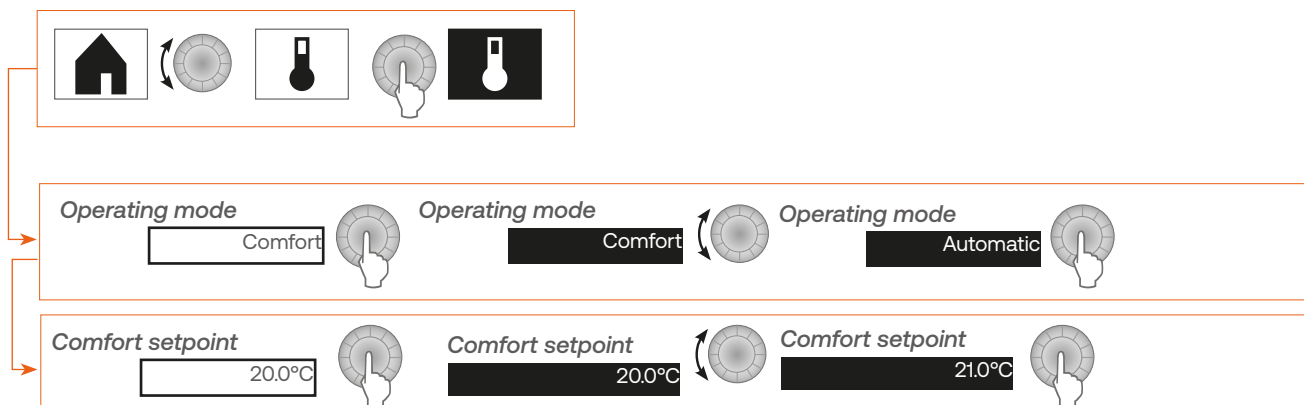 Operating mode
Comfort
Operating mode
Comfort
Operating mode
Automatic
Comfort setpoint
20.0°C
Comfort setpoint
20.0°C
Comfort setpoint
21.0°C